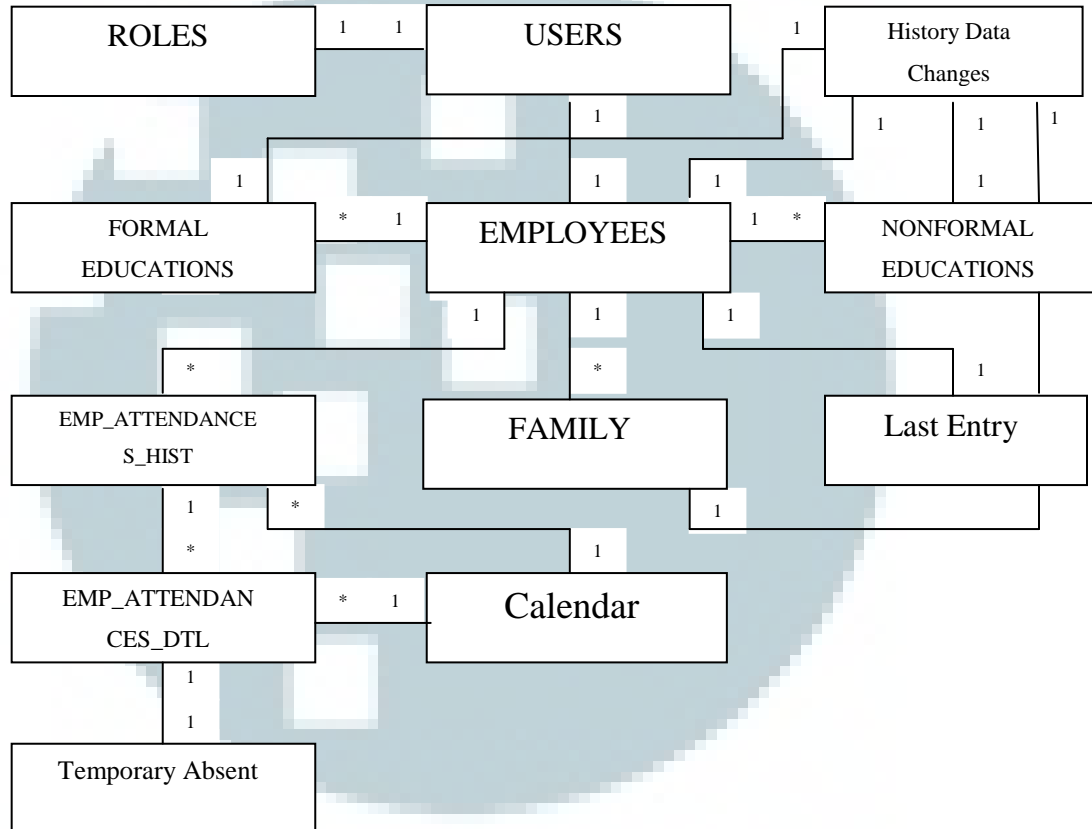 ROLES 1 1 USERS 1 History Data
Changes
1 1 1 1
1 1 1
FORMAL * 1 EMPLOYEES 1 * NONFORMAL
EDUCATIONS EDUCATIONS
1 1 1
* * 1
EMP_ATTENDANCE FAMILY Last Entry
S_HIST
1 * 1
* 1
EMP_ATTENDAN * 1 Calendar
CES_DTL
1
1
Temporary Absent